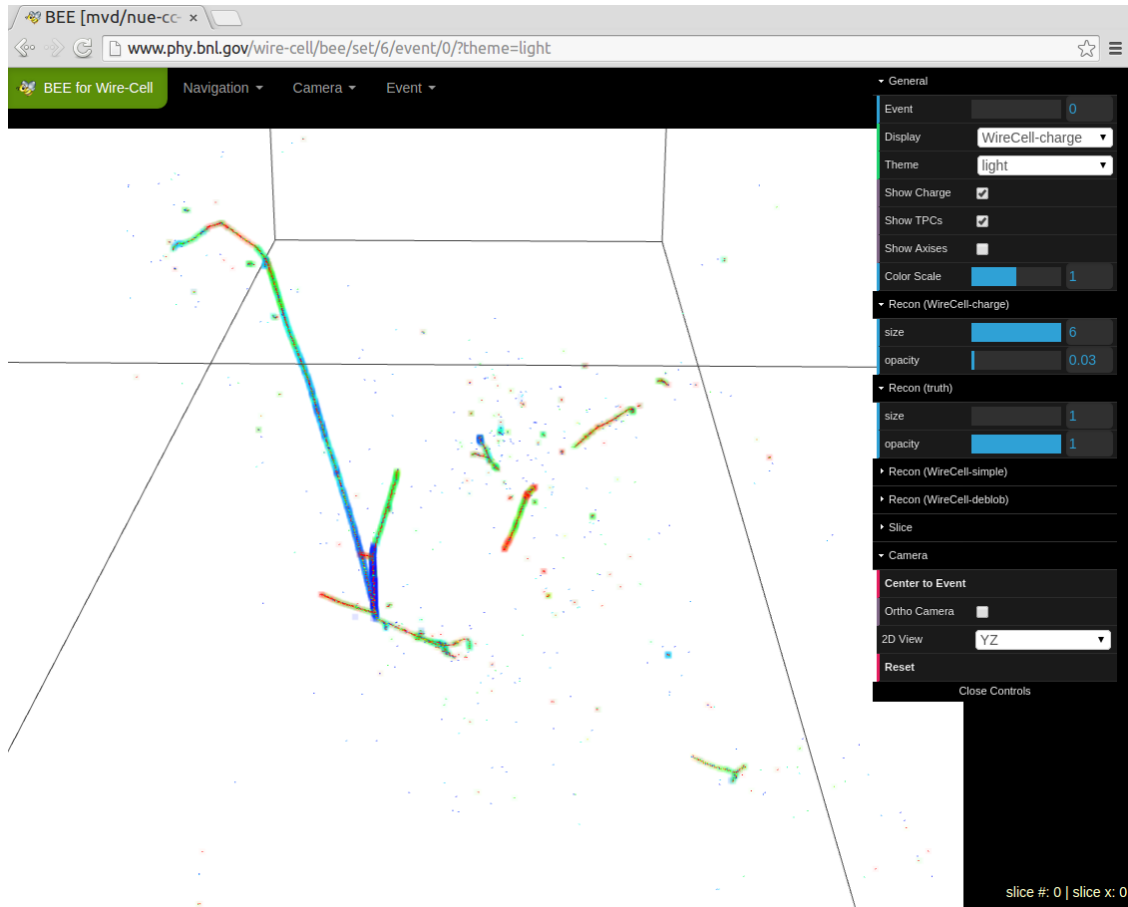 BEE [mvd/nue-cc- ×
www.phy.bnl.gov/wire-cell/bee/set/6/event/0/?theme=light
BEE for Wire-Cell Navigation Camera Event
General
Event 0
Display WireCell-charge
Theme light
Show Charge
Show TPCs
Show Axises
Color Scale 1
Recon (WireCell-charge)
size 6
opacity 0.03
Recon (truth)
size 1
opacity 1
Recon (WireCell-simple)
Recon (WireCell-deblob)
Slice
Camera
Center to Event
Ortho Camera
2D View YZ
Reset
Close Controls
slice #: 0 | slice x: 0